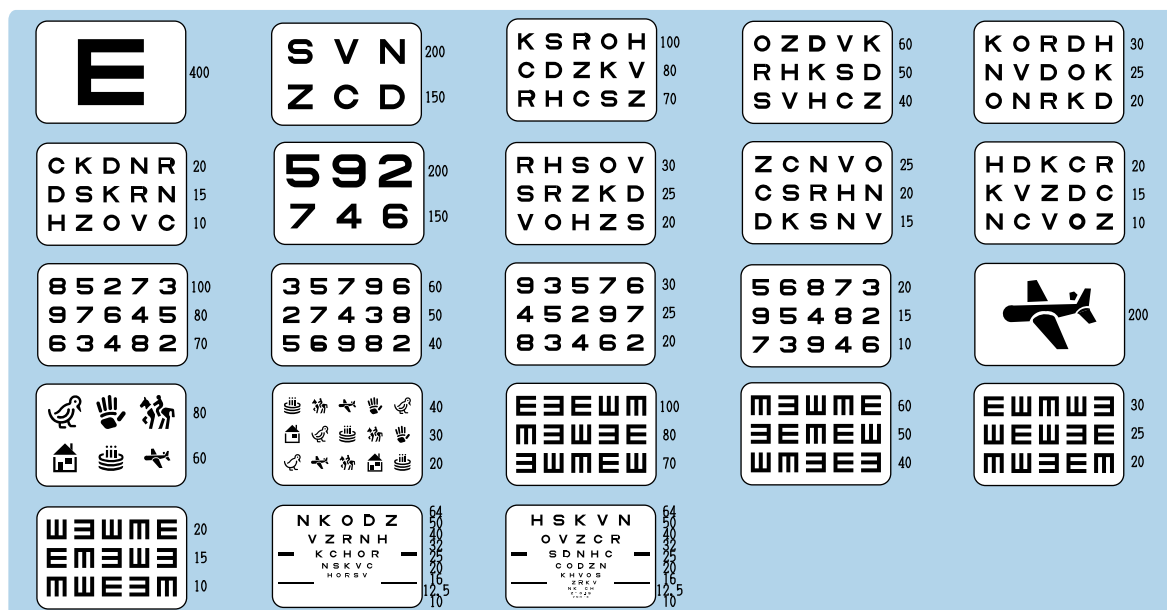 E 400
S V N 200
Z C D 150
K S R O H 100
C D Z K V 80
R H C S Z 70
O Z D V K 60
R H K S D 50
S V H C Z 40
K O R D H 30
N V D O K 25
O N R K D 20
C K D N R 20
D S K R N 15
H Z O V C 10
5 9 2 200
7 4 6 150
R H S O V 30
S R Z K D 25
V O H Z S 20
Z C N V O 25
C S R H N 20
D K S N V 15
H D K C R 20
K V Z D C 15
N C V O Z 10
8 5 2 7 3 100
9 7 6 4 5 80
6 3 4 8 2 70
3 5 7 9 6 60
2 7 4 3 8 50
5 6 9 8 2 40
9 3 5 7 6 30
4 5 2 9 7 25
8 3 4 6 2 20
5 6 8 7 3 20
9 5 4 8 2 15
7 3 9 4 6 10
200
80
60
40
30
20
100
80
70
60
50
40
30
25
20
20
15
10
N K O D Z
V Z R N H
K C H O R
N S K V C
H O R S V
64
50
40
32
25
20
16
12.5
10
H S K V N
O V Z C R
S D N H C
C O D Z N
K H V O S
Z R K V
64
50
40
32
25
20
16
12.5
10